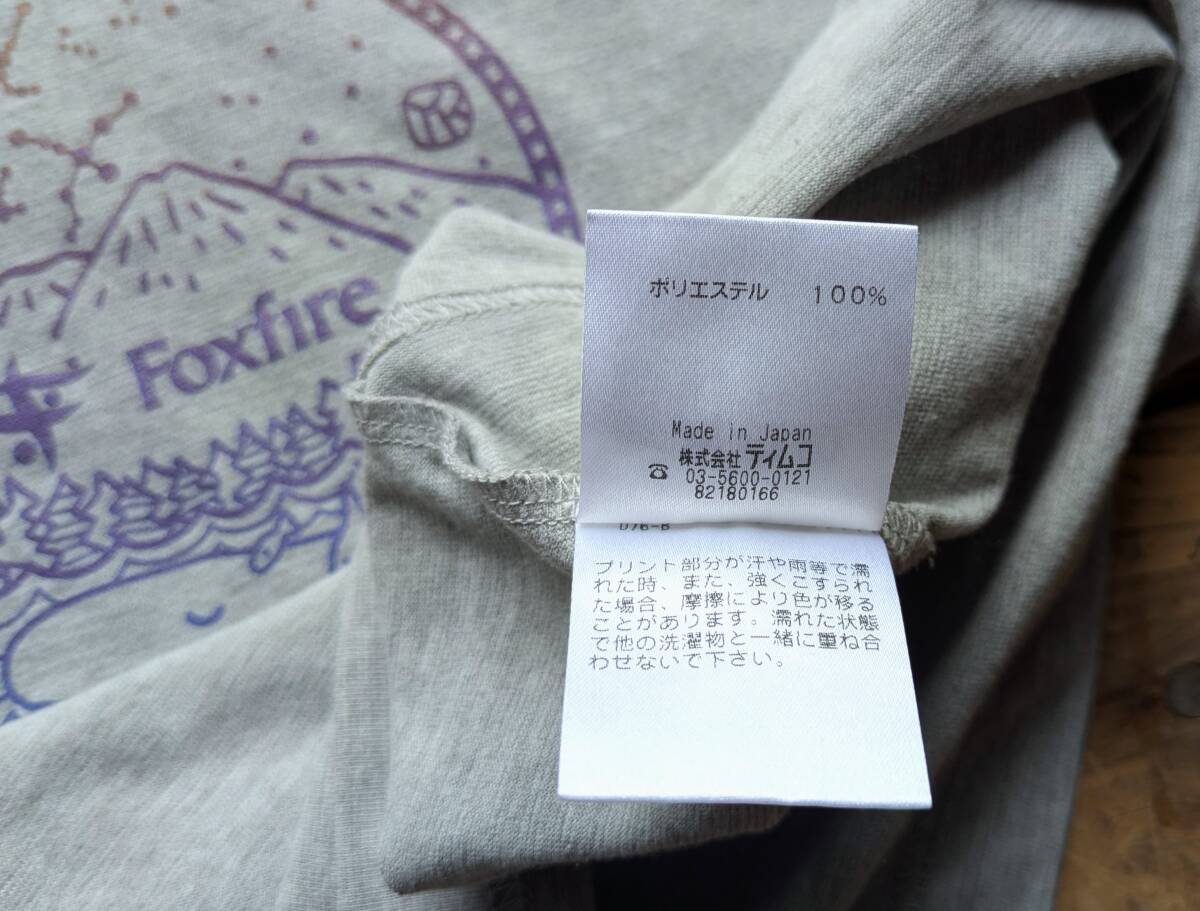 Foxfire
ポリエステル 100%
Made in Japan
株式会社 ティムコ
☎ 03-5600-0121
82180166
D76-B
プリント部分が汗や雨等で濡
れた時、また、強くこすられ
た場合、摩擦により色が移る
ことがあります。濡れた状態
で他の洗濯物と一緒に重ね合
わせないで下さい。